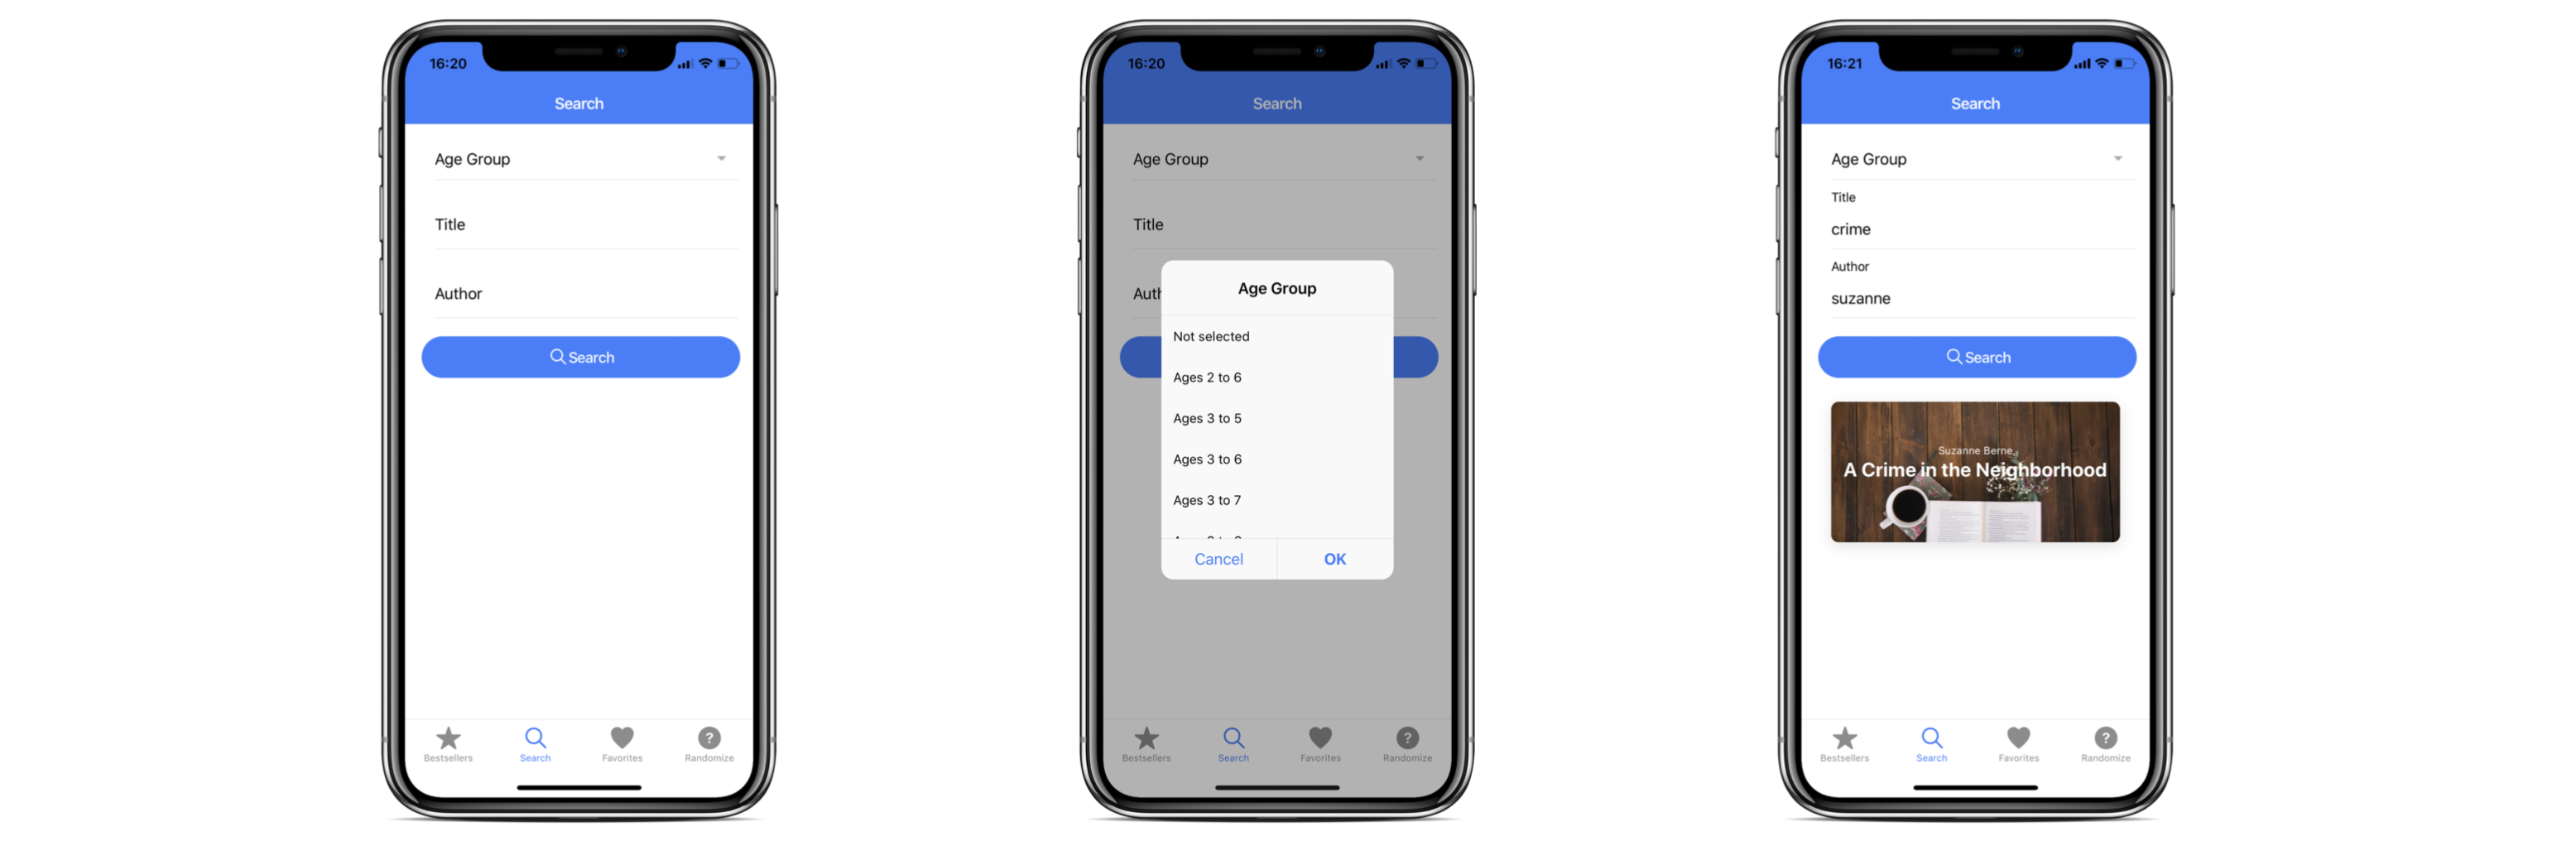 16:20
Search
Age Group
Title
Author
Search
Bestsellers
Search
Favorites
Randomize
16:20
Search
Age Group
Title
Auth
Age Group
Not selected
Ages 2 to 6
Ages 3 to 5
Ages 3 to 6
Ages 3 to 7
Cancel
OK
Bestsellers
Search
Favorites
Randomize
16:21
Search
Age Group
Title
crime
Author
suzanne
Search
Suzanne Berne,
A Crime in the Neighborhood
Bestsellers
Search
Favorites
Randomize